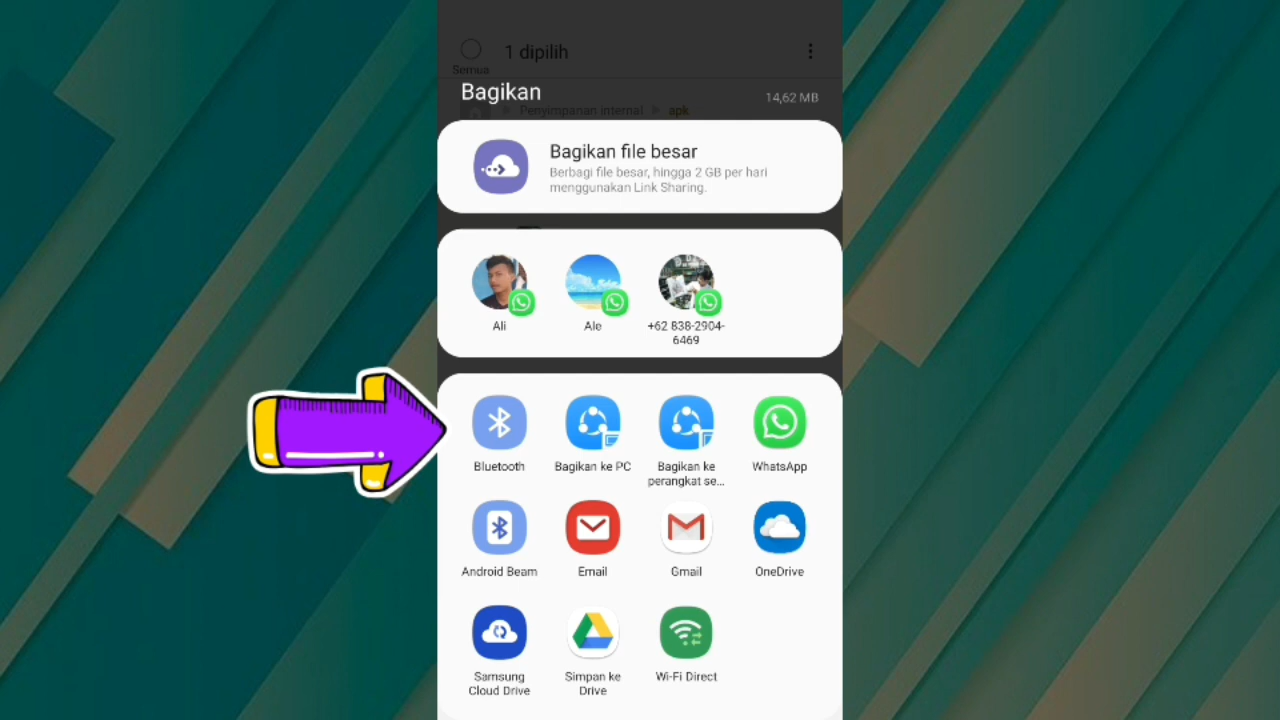 1 dipilih
Semua
Bagikan
14,62 MB
Penyimpanan internal
apk
Bagikan file besar
Berbagi file besar, hingga 2 GB per hari
menggunakan Link Sharing.
Ali
Ale
+62 838-2904-
6469
Bluetooth
Bagikan ke PC
Bagikan ke
perangkat se...
WhatsApp
Android Beam
Email
Gmail
OneDrive
Samsung
Cloud Drive
Simpan ke
Drive
Wi-Fi Direct